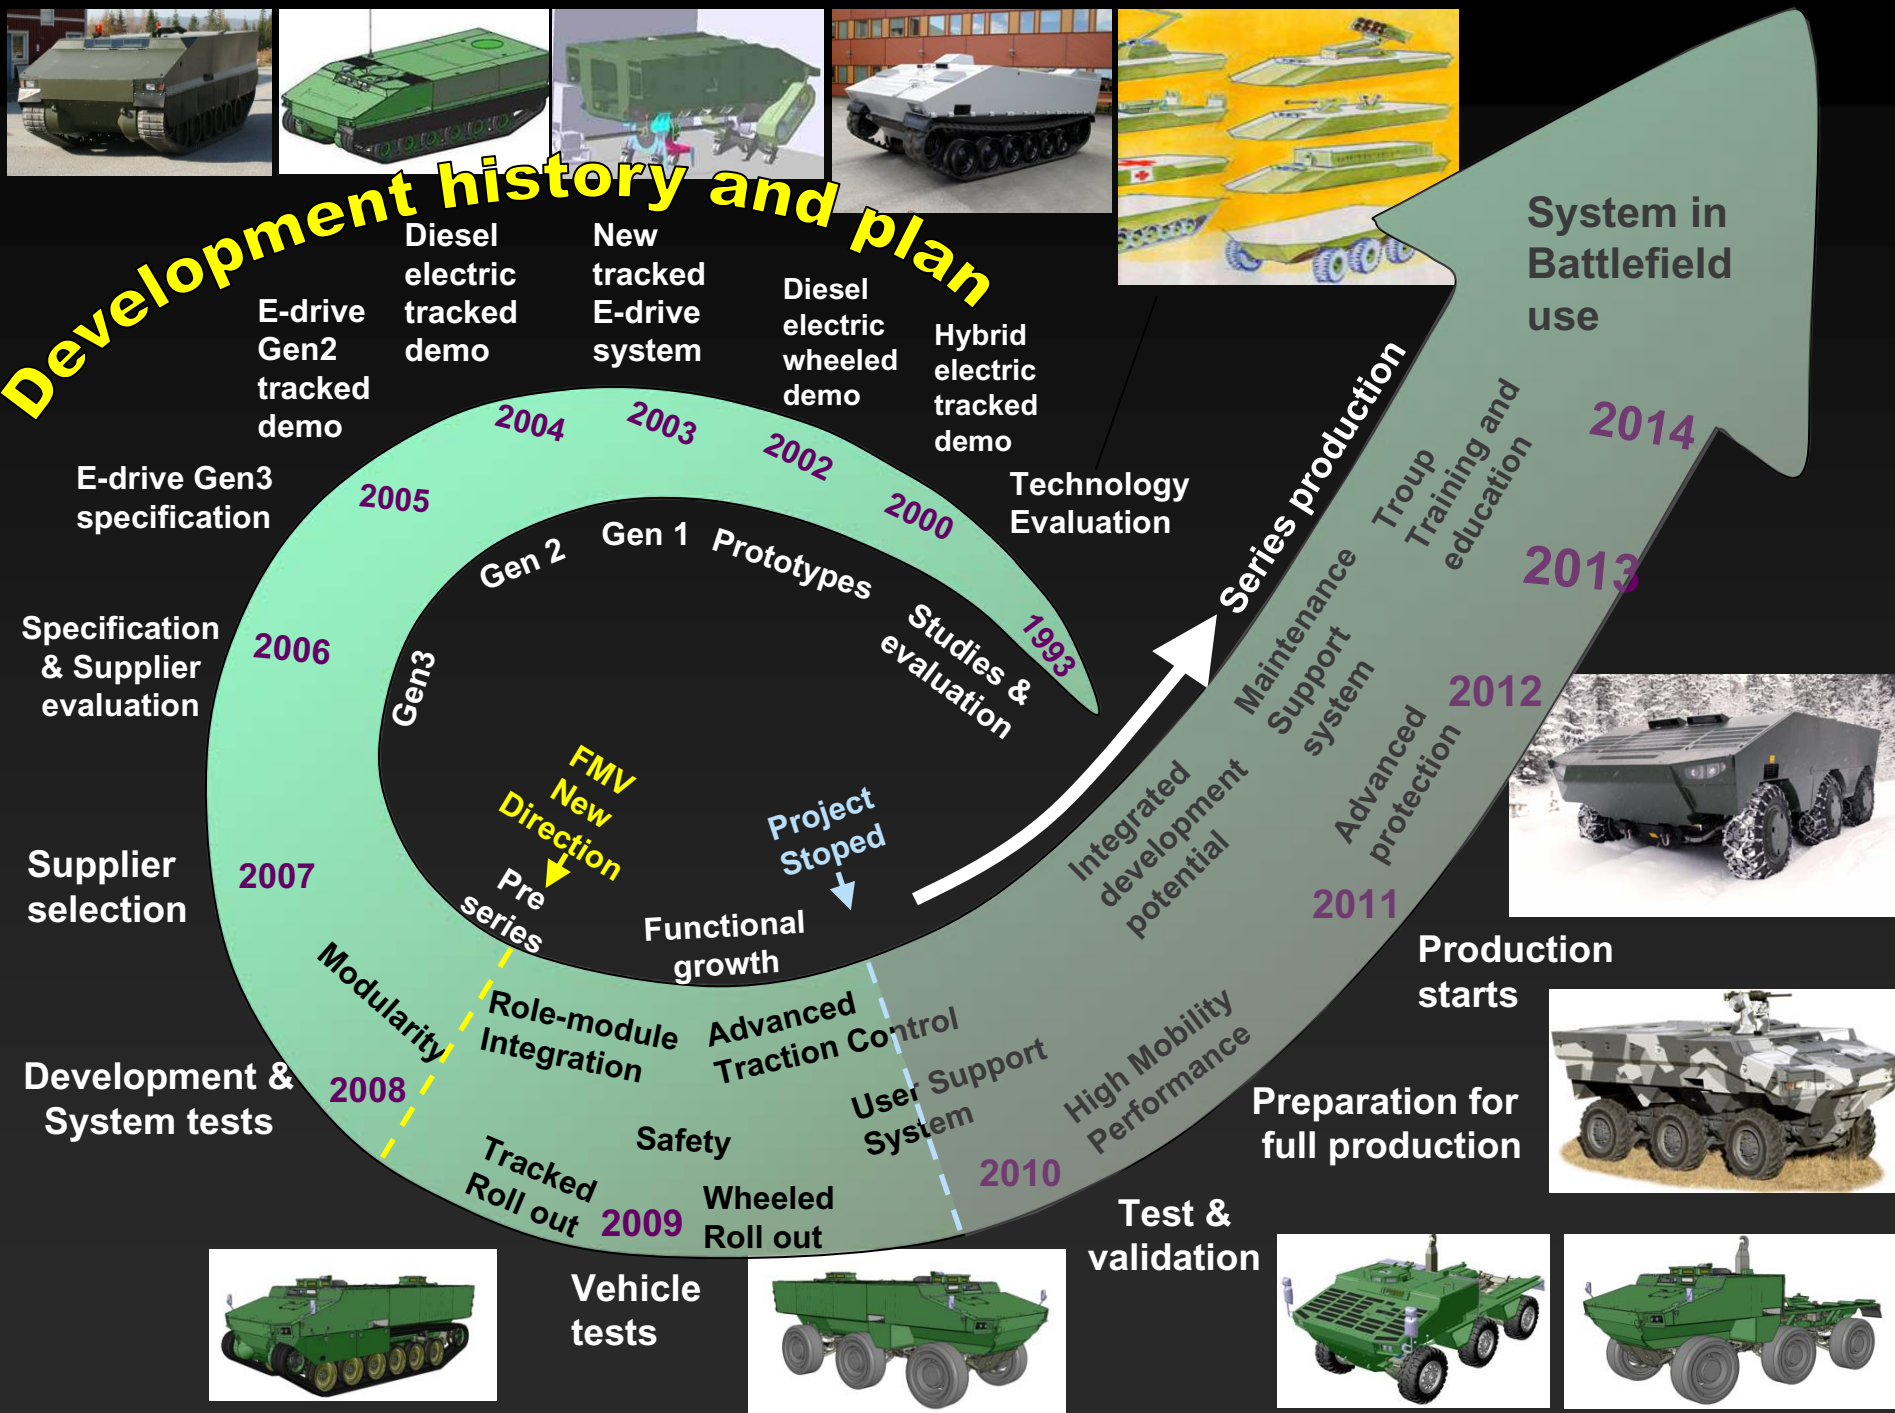 Development history and plan
Diesel
electric
tracked
demo
New
tracked
E-drive
system
Diesel
electric
wheeled
demo
Hybrid
electric
tracked
demo
E-drive
Gen2
tracked
demo
Technology
Evaluation
E-drive Gen3
specification
Specification
& Supplier
evaluation
Supplier
selection
Development &
System tests
Vehicle
tests
Test &
validation
Preparation for
full production
Production
starts
1993
2000
2002
2003
2004
2005
2006
2007
2008
2009
2010
2011
2012
2013
2014
Studies &
evaluation
Prototypes
Gen 1
Gen 2
Gen3
FMV
New
Direction
Pre
series
Project
Stoped
Functional
growth
Series production
Modularity
Role-module
Integration
Advanced
Traction Control
User Support
System
Safety
Tracked
Roll out
Wheeled
Roll out
High Mobility
Performance
Integrated
development
potential
Advanced
protection
Maintenance
Support
system
Troup
Training and
education
System in
Battlefield
use